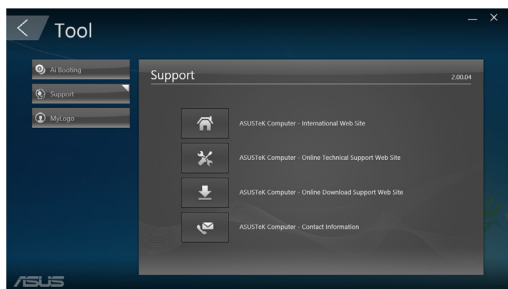 Tool
Ai Booting
Support
MyLogo
Support
2.00.04
ASUSTeK Computer - International Web Site
ASUSTeK Computer - Online Technical Support Web Site
ASUSTeK Computer - Online Download Support Web Site
ASUSTeK Computer - Contact Information
ASUS